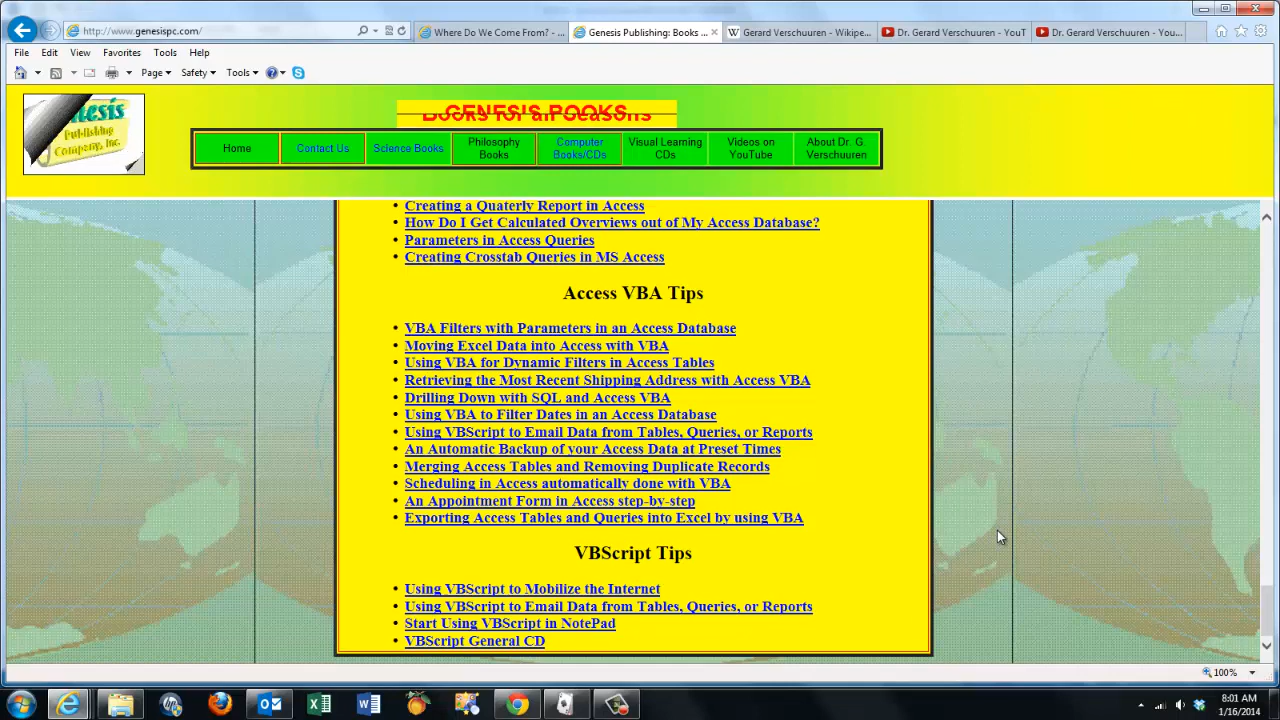 http://www.genesispc.com/
Where Do We Come From? - ...
Genesis Publishing: Books ...
Gerard Verschuuren - Wikipe...
Dr. Gerard Verschuuren - YouT
Dr. Gerard Verschuuren - You...
File Edit View Favorites Tools Help
Page Safety Tools
Genesis
Publishing
Company, Inc.
GENESIS BOOKS
Books for all Seasons
Home
Contact Us
Science Books
Philosophy
Books
Computer
Books/CDs
Visual Learning
CDs
Videos on
YouTube
About Dr. G.
Verschuuren
• Creating a Quaterly Report in Access
• How Do I Get Calculated Overviews out of My Access Database?
• Parameters in Access Queries
• Creating Crosstab Queries in MS Access
Access VBA Tips
• VBA Filters with Parameters in an Access Database
• Moving Excel Data into Access with VBA
• Using VBA for Dynamic Filters in Access Tables
• Retrieving the Most Recent Shipping Address with Access VBA
• Drilling Down with SQL and Access VBA
• Using VBA to Filter Dates in an Access Database
• Using VBScript to Email Data from Tables, Queries, or Reports
• An Automatic Backup of your Access Data at Preset Times
• Merging Access Tables and Removing Duplicate Records
• Scheduling in Access automatically done with VBA
• An Appointment Form in Access step-by-step
• Exporting Access Tables and Queries into Excel by using VBA
VBScript Tips
• Using VBScript to Mobilize the Internet
• Using VBScript to Email Data from Tables, Queries, or Reports
• Start Using VBScript in NotePad
• VBScript General CD
100%
8:01 AM
1/16/2014